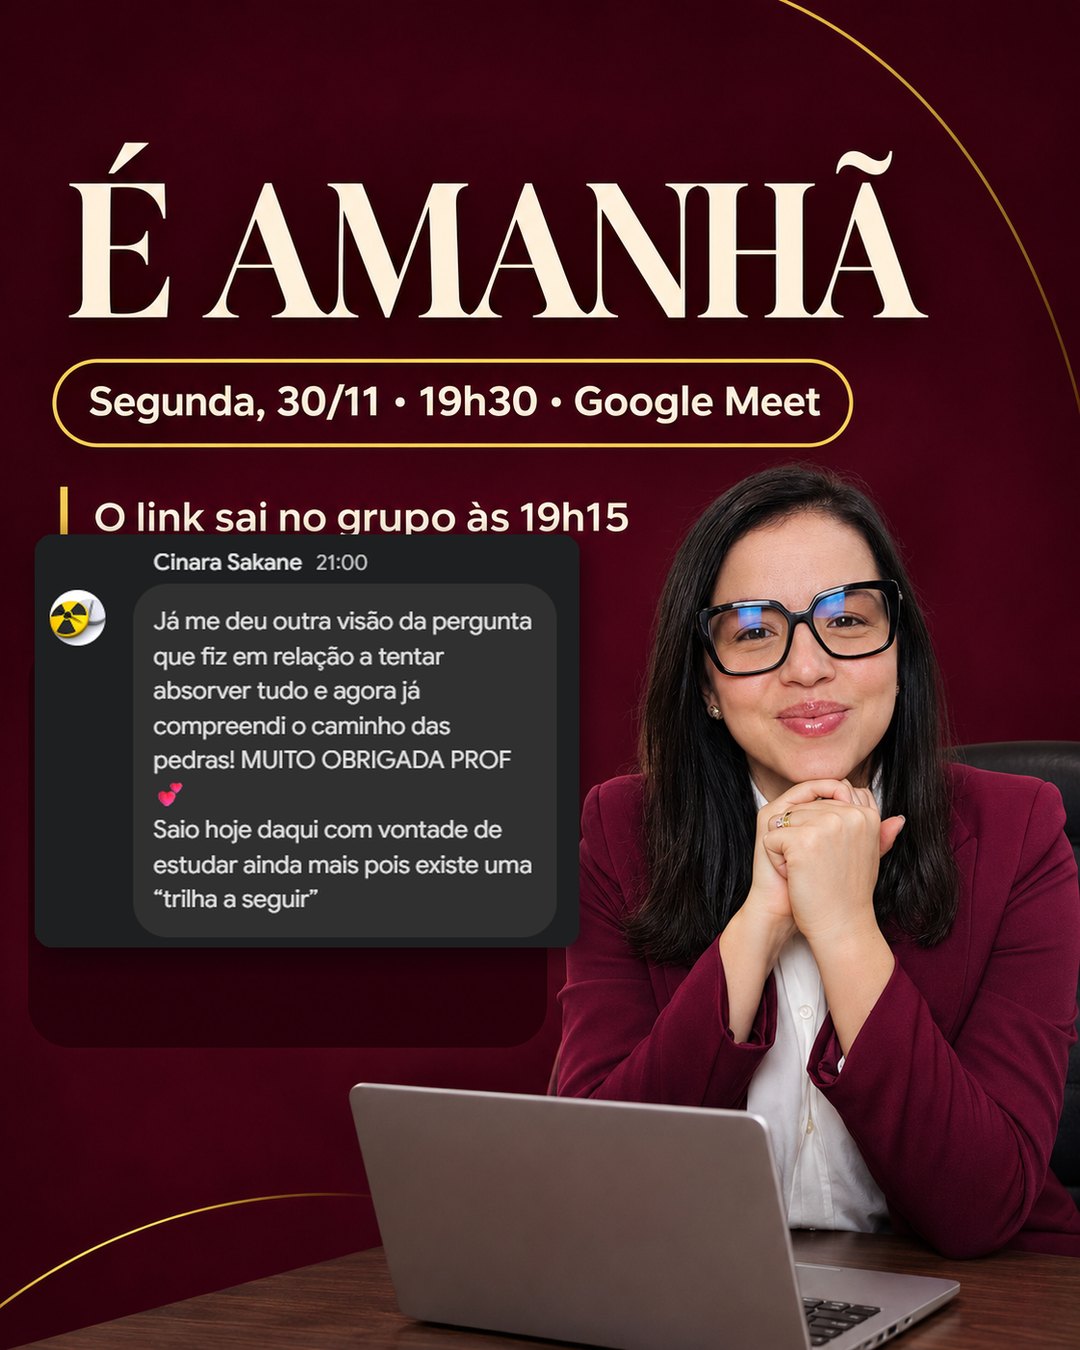 É AMANHÃ
Segunda, 30/11 • 19h30 • Google Meet
O link sai no grupo às 19h15
Cinara Sakane 21:00
Já me deu outra visão da pergunta
que fiz em relação a tentar
absorver tudo e agora já
compreendi o caminho das
pedras! MUITO OBRIGADA PROF
💕
Saio hoje daqui com vontade de
estudar ainda mais pois existe uma
“trilha a seguir”